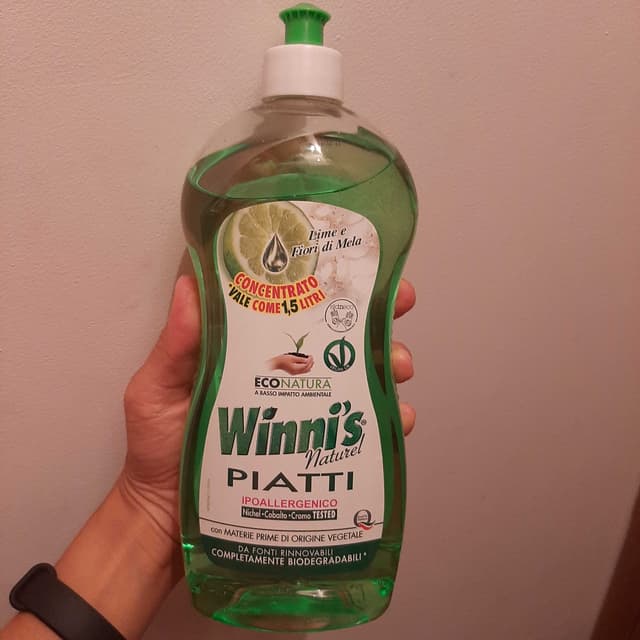 Lime e
Fiori di Mela
CONCENTRATO
*VALE COME 1,5 LITRI
ECONATURA
A BASSO IMPATTO AMBIENTALE
Winni's®
Naturel
PIATTI
IPOALLERGENICO
Nichel•Cobalto•Cromo TESTED
con MATERIE PRIME DI ORIGINE VEGETALE
DA FONTI RINNOVABILI
COMPLETAMENTE BIODEGRADABILI*